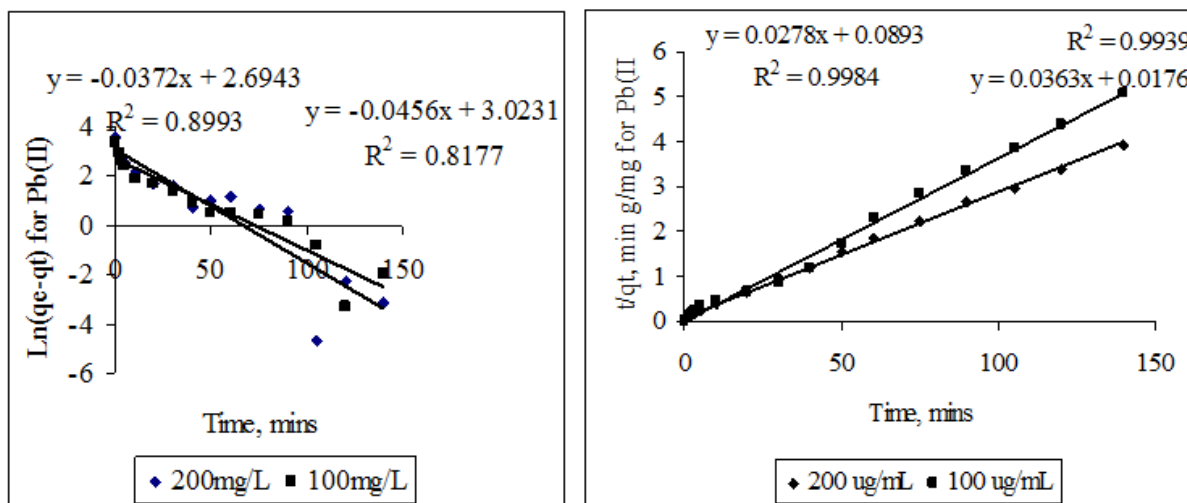 y = -0.0372x + 2.6943
R² = 0.8993
y = -0.0456x + 3.0231
R² = 0.8177
Ln(qe-qt) for Pb(II)
4
2
0
-2
-4
-6
0
50
100
150
Time, mins
200mg/L
100mg/L
y = 0.0278x + 0.0893
R² = 0.9984
R² = 0.9939
y = 0.0363x + 0.0176
t/qt, min g/mg for Pb(II
6
5
4
3
2
1
0
0
50
100
150
Time, mins
200 ug/mL
100 ug/mL